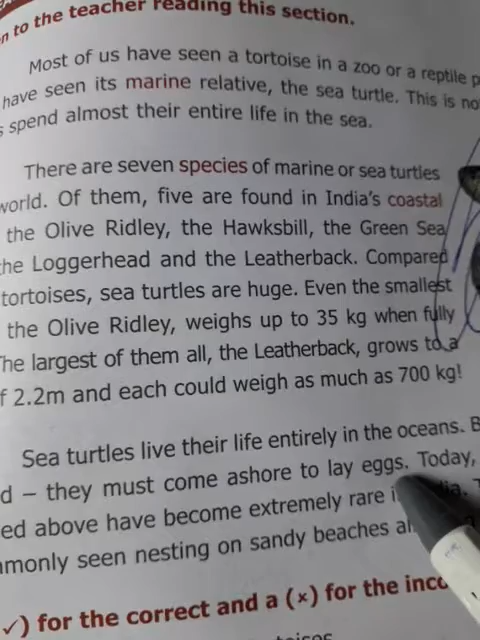 to the teacher reading this section.
Most of us have seen a tortoise in a zoo or a reptile
have seen its marine relative, the sea turtle. This is
spend almost their entire life in the sea.
There are seven species of marine or sea turtles
world. Of them, five are found in India's coastal
the Olive Ridley, the Hawksbill, the Green Sea
the Loggerhead and the Leatherback. Compared
tortoises, sea turtles are huge. Even the smallest
the Olive Ridley, weighs up to 35 kg when fully
The largest of them all, the Leatherback, grows to a
2.2m and each could weigh as much as 700 kg!
Sea turtles live their life entirely in the oceans.
– they must come ashore to lay eggs. Today,
above have become extremely rare
seen nesting on sandy beaches
✓) for the correct and a (×) for the